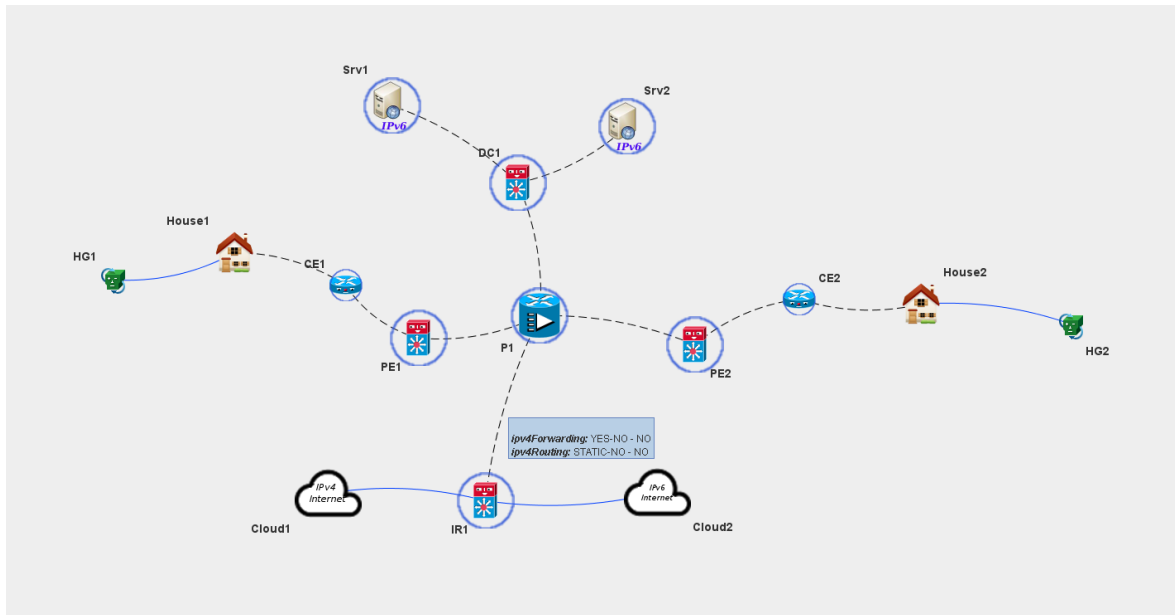 Srv1
IPv6
Srv2
IPv6
DC1
House1
HG1
CE1
CE2
House2
HG2
PE1
P1
PE2
ipv4Forwarding: YES-NO - NO
ipv4Routing: STATIC-NO - NO
IPv4
Internet
Cloud1
IR1
IPv6
Internet
Cloud2